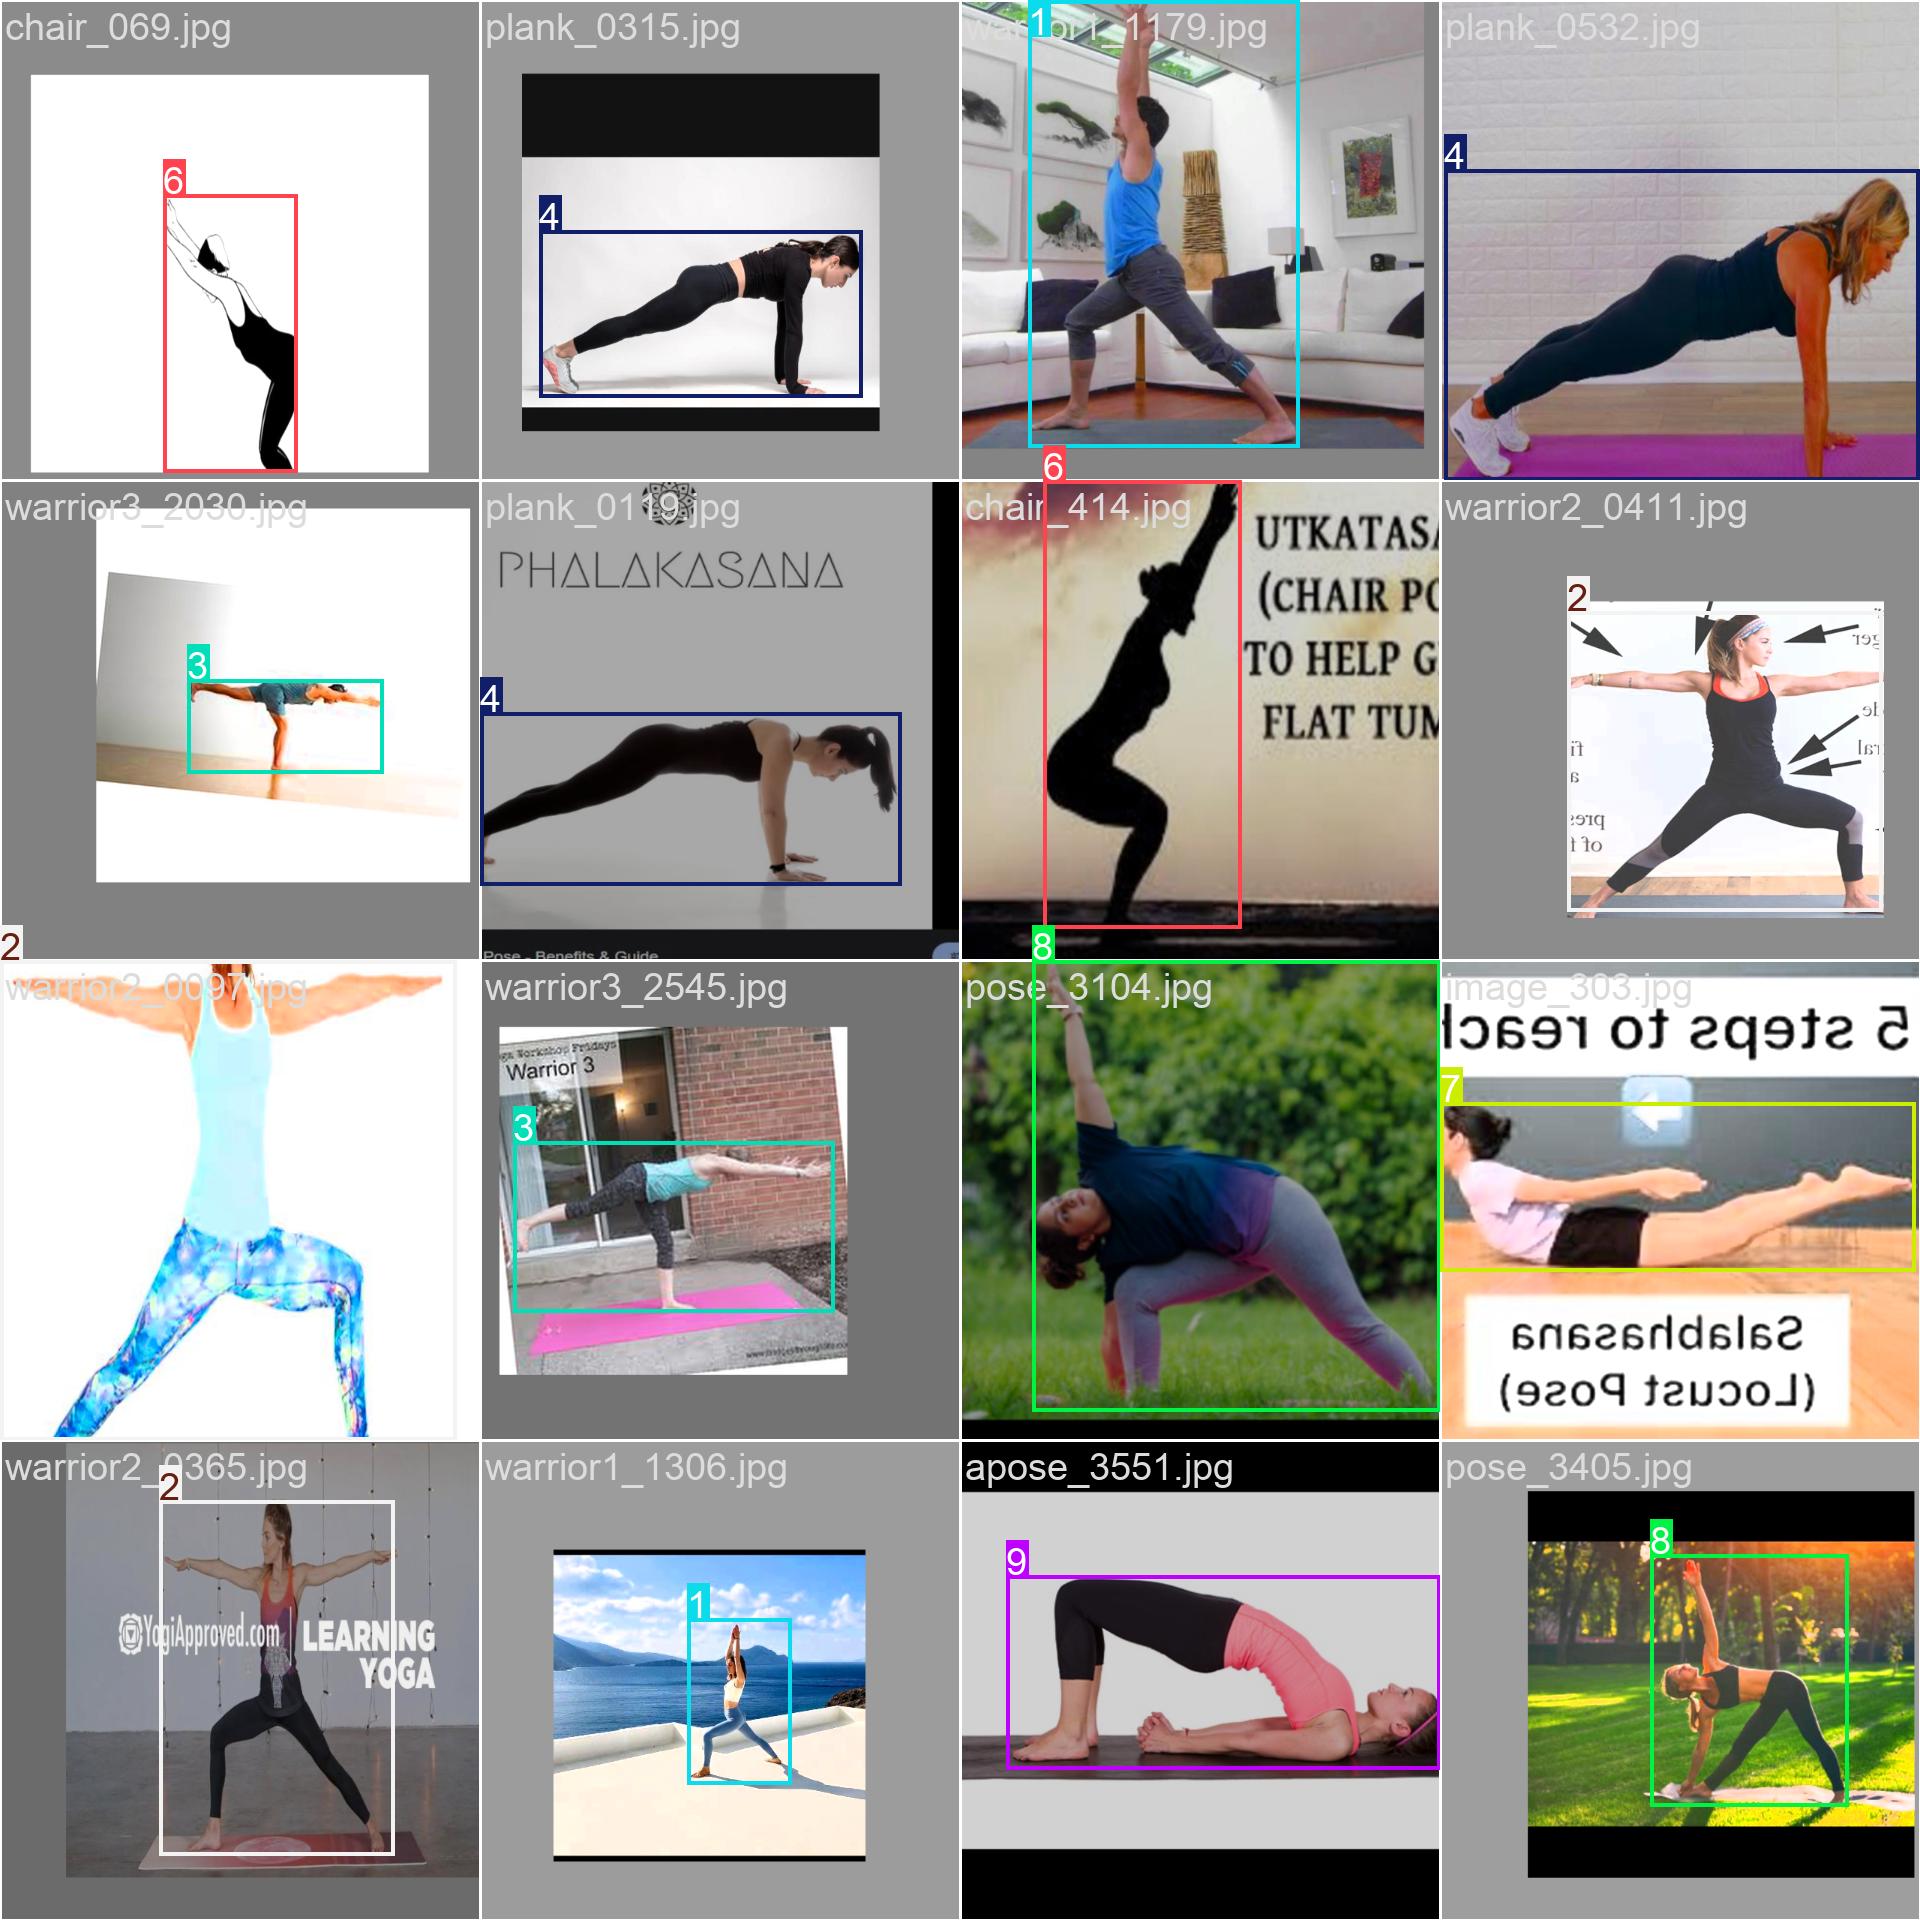 chair_069.jpg
plank_0315.jpg
1
warrior1_1179.jpg
plank_0532.jpg
6
4
4
warrior3_2030.jpg
plank_0119.jpg
PHALAKASANA
6
chair_414.jpg
UTKATASA
(CHAIR PO
TO HELP G
FLAT TUM
warrior2_0411.jpg
2
3
4
Pose - Benefits & Guide
2
warrior2_0097.jpg
warrior3_2545.jpg
ga Workshop Fridays
Warrior 3
3
8
pose_3104.jpg
image_303.jpg
5 steps to reach
7
Salabhasana
(Locust Pose)
warrior2_0365.jpg
2
YogiApproved.com
LEARNING
YOGA
warrior1_1306.jpg
1
apose_3551.jpg
9
pose_3405.jpg
8